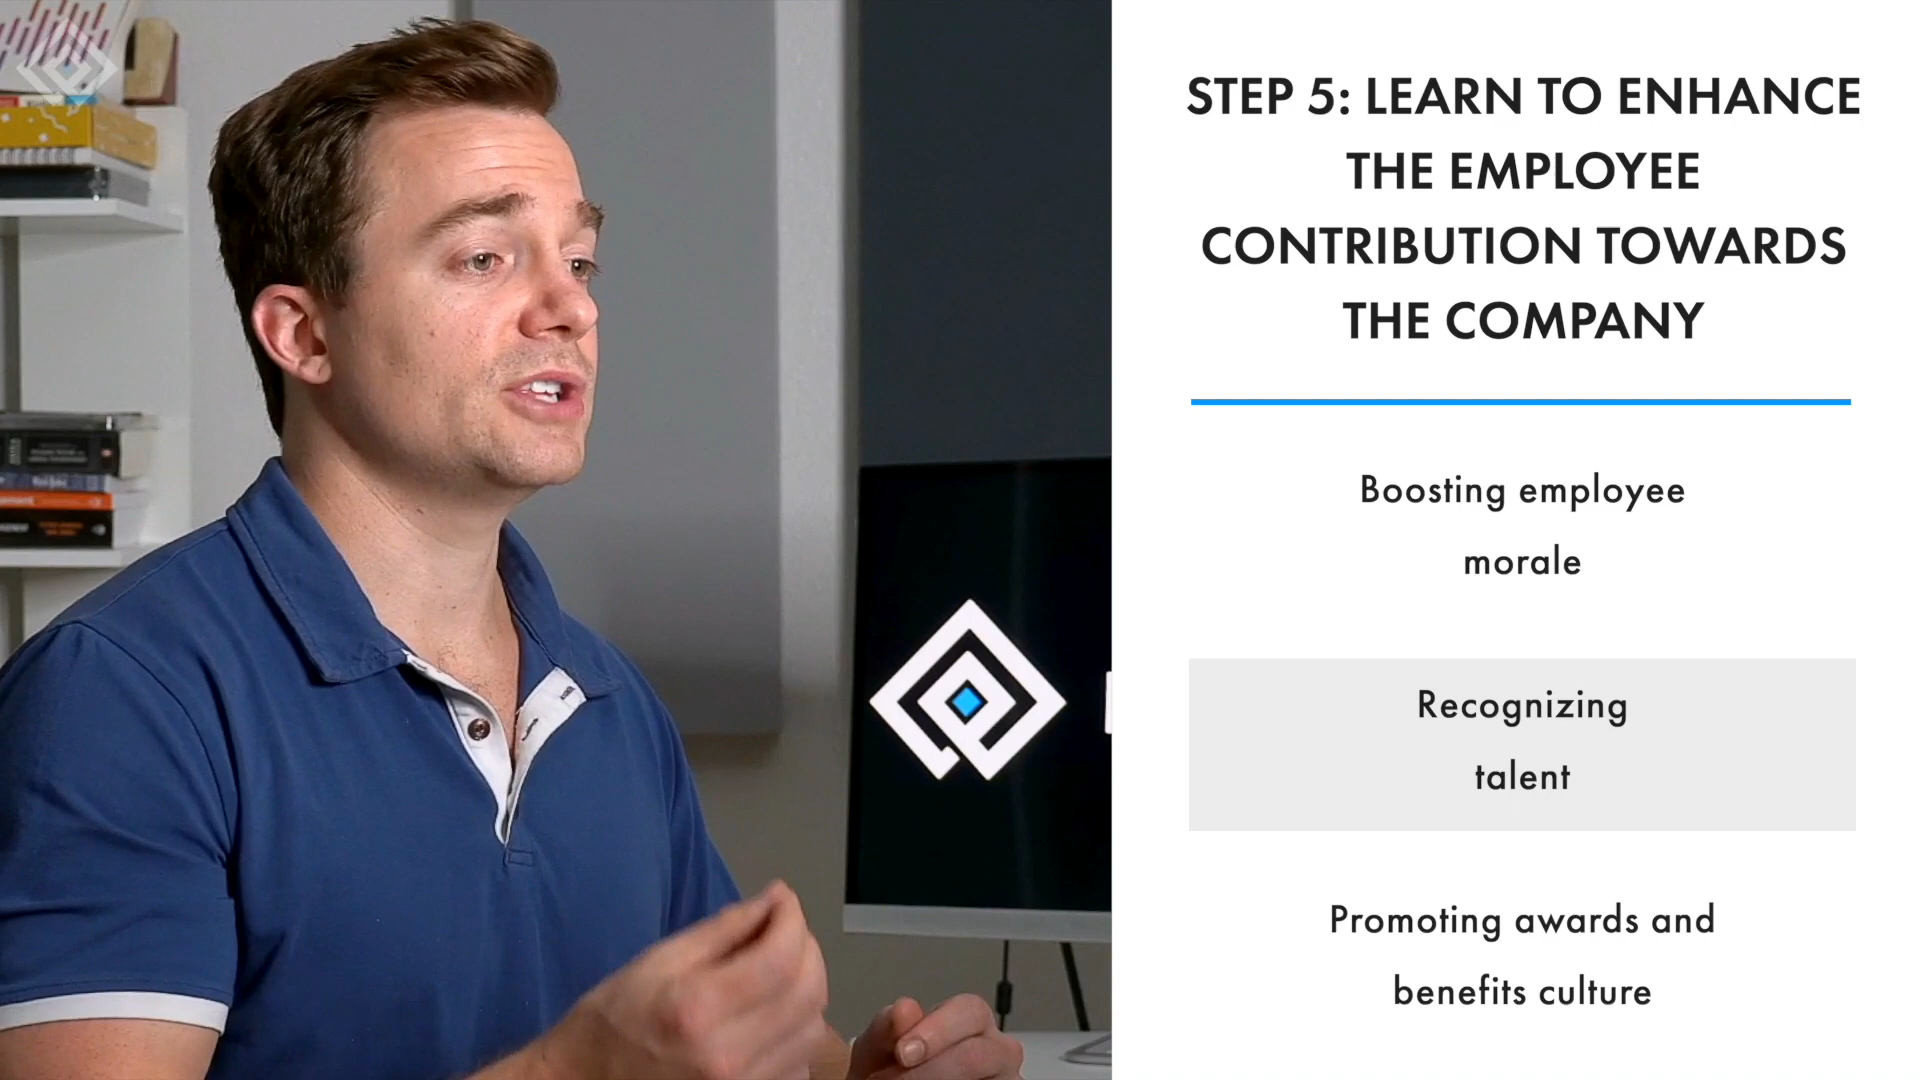 STEP 5: LEARN TO ENHANCE
THE EMPLOYEE
CONTRIBUTION TOWARDS
THE COMPANY
Boosting employee
morale
Recognizing
talent
Promoting awards and
benefits culture